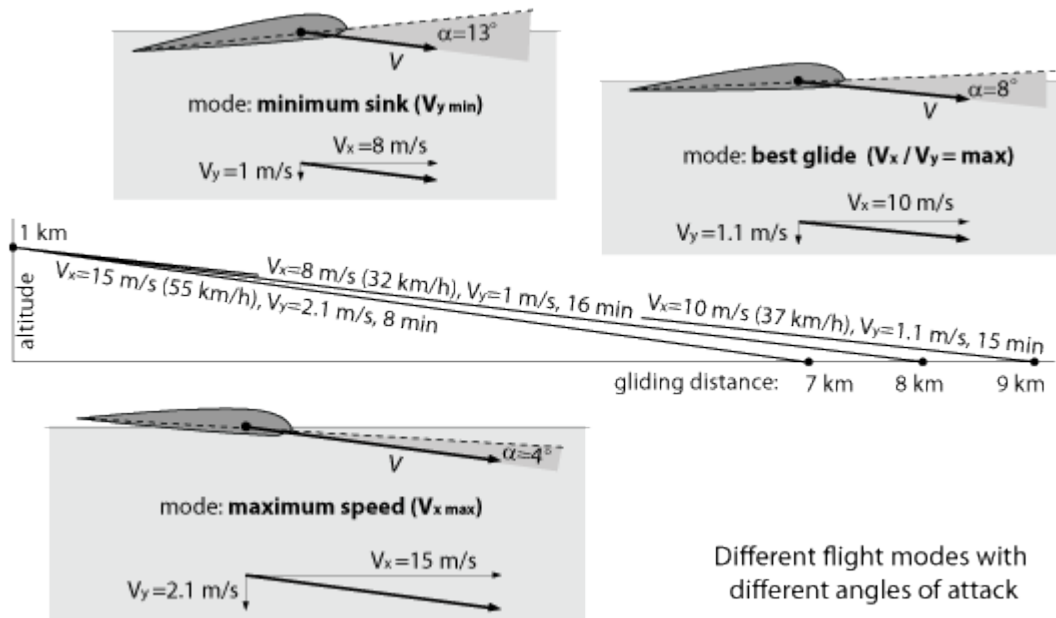 α=13°
V
mode: minimum sink (Vy min)
Vx=8 m/s
Vy=1 m/s
α=8°
V
mode: best glide (Vx / Vy = max)
Vx=10 m/s
Vy=1.1 m/s
1 km
altitude
Vx=8 m/s (32 km/h), Vy=1 m/s, 16 min
Vx=15 m/s (55 km/h), Vy=2.1 m/s, 8 min
Vx=10 m/s (37 km/h), Vy=1.1 m/s, 15 min
gliding distance: 7 km 8 km 9 km
α=4°
V
mode: maximum speed (Vx max)
Vx=15 m/s
Vy=2.1 m/s
Different flight modes with
different angles of attack